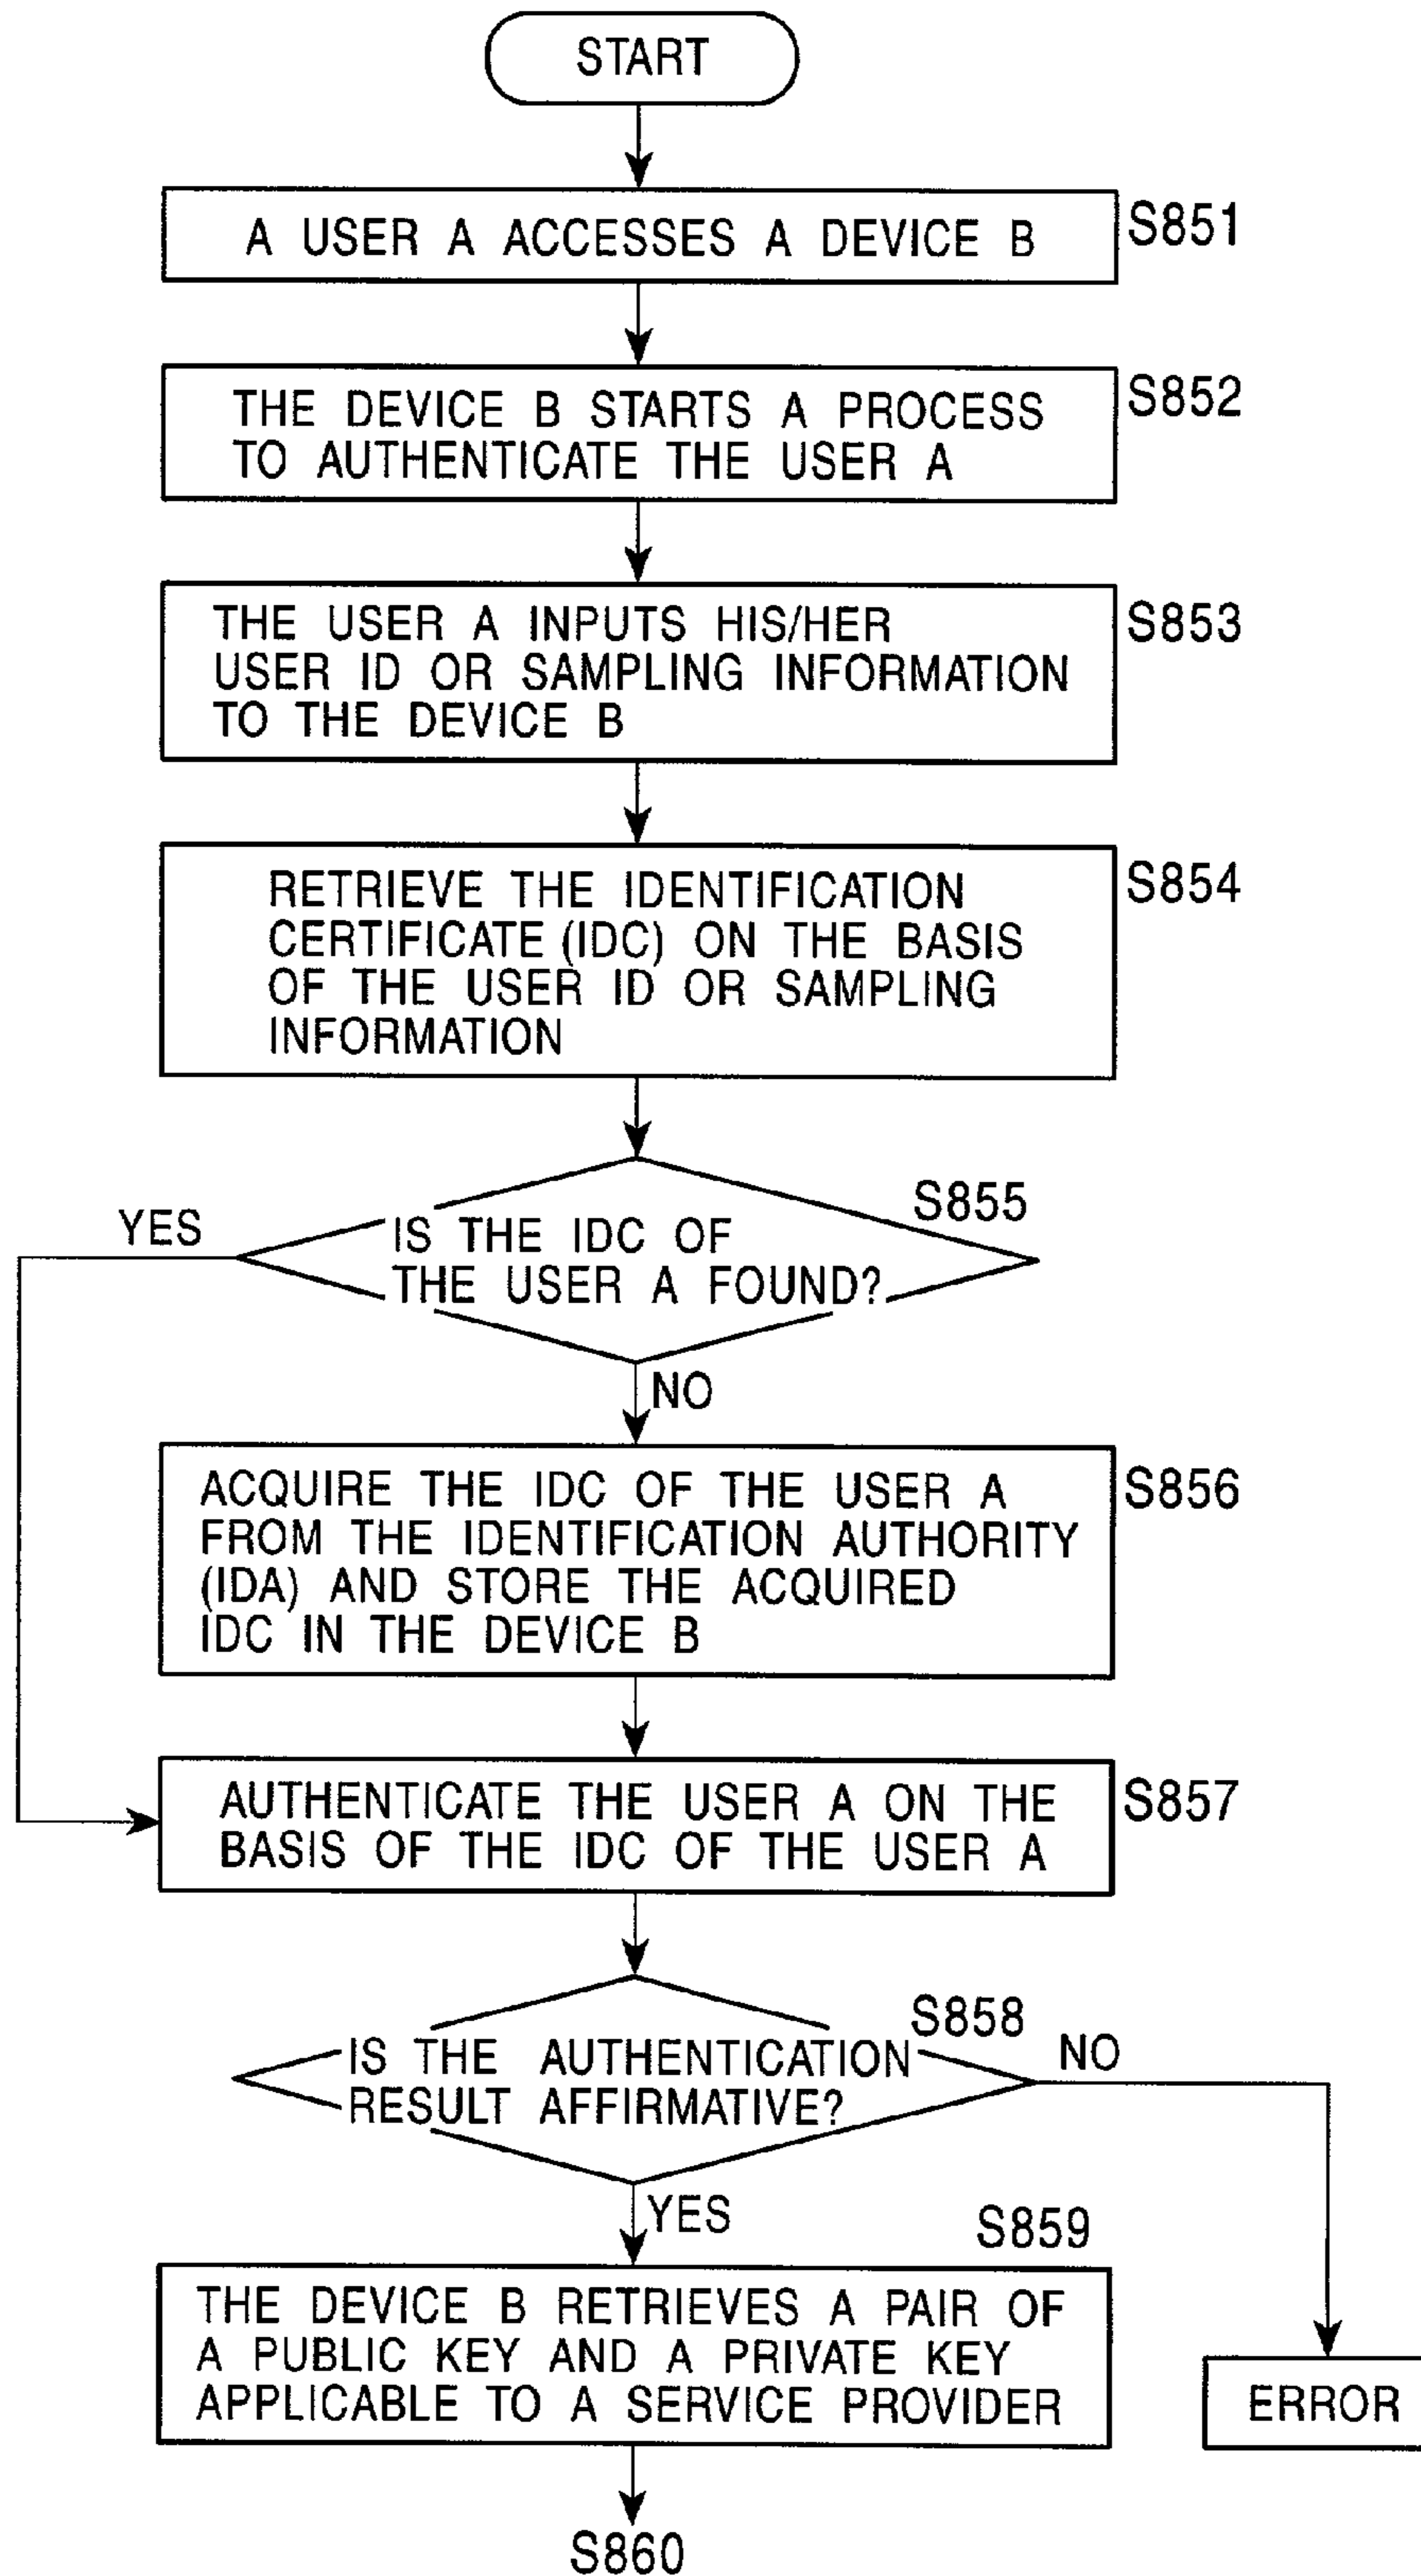 START
A USER A ACCESSES A DEVICE B
S851
THE DEVICE B STARTS A PROCESS
TO AUTHENTICATE THE USER A
S852
THE USER A INPUTS HIS/HER
USER ID OR SAMPLING INFORMATION
TO THE DEVICE B
S853
RETRIEVE THE IDENTIFICATION
CERTIFICATE (IDC) ON THE BASIS
OF THE USER ID OR SAMPLING
INFORMATION
S854
S855
YES
IS THE IDC OF
THE USER A FOUND?
NO
ACQUIRE THE IDC OF THE USER A
FROM THE IDENTIFICATION AUTHORITY
(IDA) AND STORE THE ACQUIRED
IDC IN THE DEVICE B
S856
AUTHENTICATE THE USER A ON THE
BASIS OF THE IDC OF THE USER A
S857
S858
IS THE AUTHENTICATION
RESULT AFFIRMATIVE?
NO
YES
S859
THE DEVICE B RETRIEVES A PAIR OF
A PUBLIC KEY AND A PRIVATE KEY
APPLICABLE TO A SERVICE PROVIDER
ERROR
S860